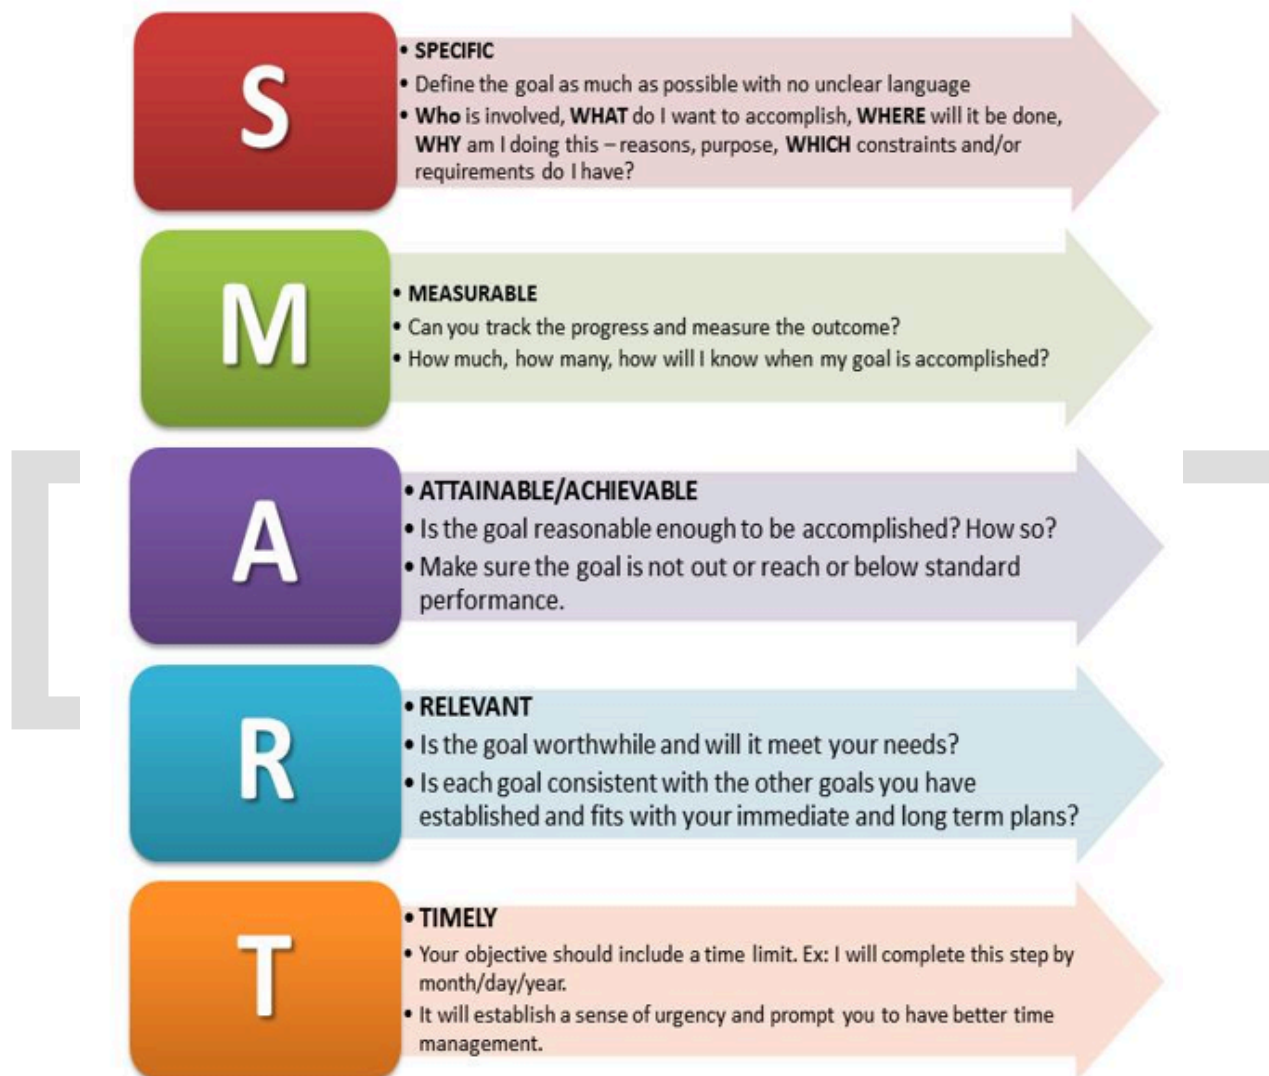 S
• SPECIFIC
• Define the goal as much as possible with no unclear language
• Who is involved, WHAT do I want to accomplish, WHERE will it be done,
WHY am I doing this – reasons, purpose, WHICH constraints and/or
requirements do I have?
M
• MEASURABLE
• Can you track the progress and measure the outcome?
• How much, how many, how will I know when my goal is accomplished?
A
• ATTAINABLE/ACHIEVABLE
• Is the goal reasonable enough to be accomplished? How so?
• Make sure the goal is not out or reach or below standard
performance.
R
• RELEVANT
• Is the goal worthwhile and will it meet your needs?
• Is each goal consistent with the other goals you have
established and fits with your immediate and long term plans?
T
• TIMELY
• Your objective should include a time limit. Ex: I will complete this step by
month/day/year.
• It will establish a sense of urgency and prompt you to have better time
management.